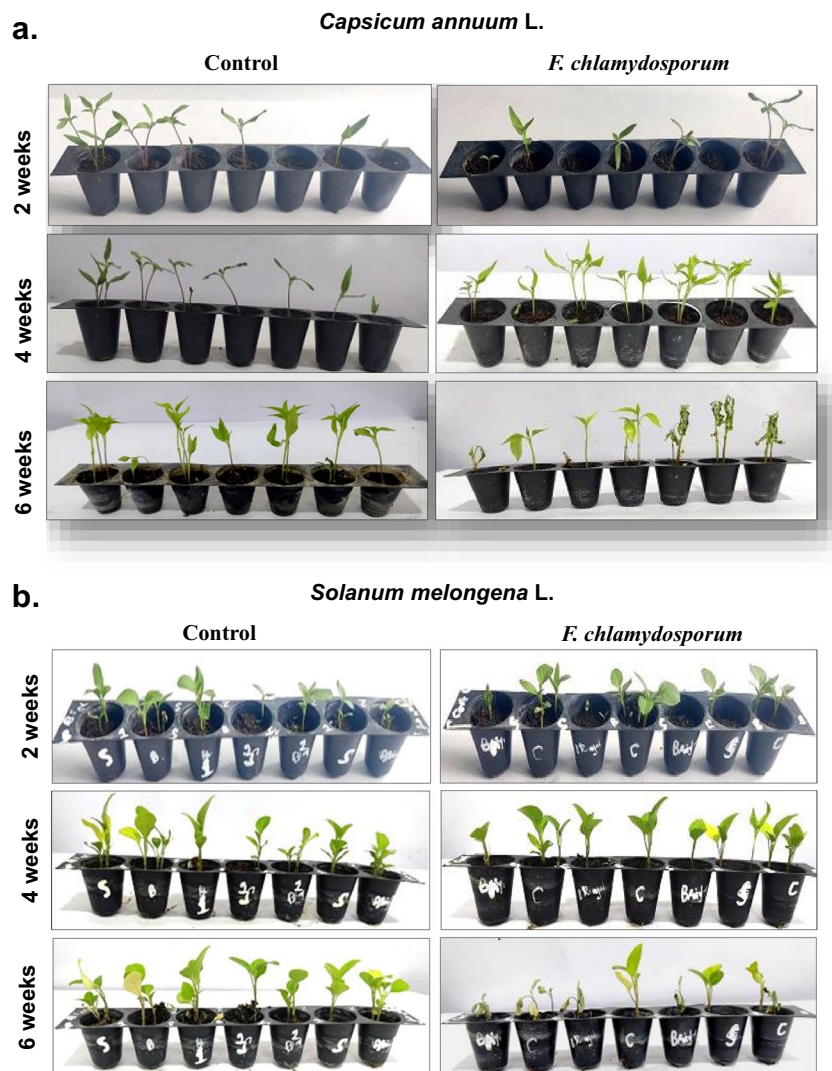 a.
Capsicum annuum L.
Control
F. chlamydosporum
2 weeks
4 weeks
6 weeks
b.
Solanum melongena L.
Control
F. chlamydosporum
2 weeks
S
B
C
C
S
C
4 weeks
S
B
S
C
C
S
C
6 weeks
S
B
S
C
C
S
C